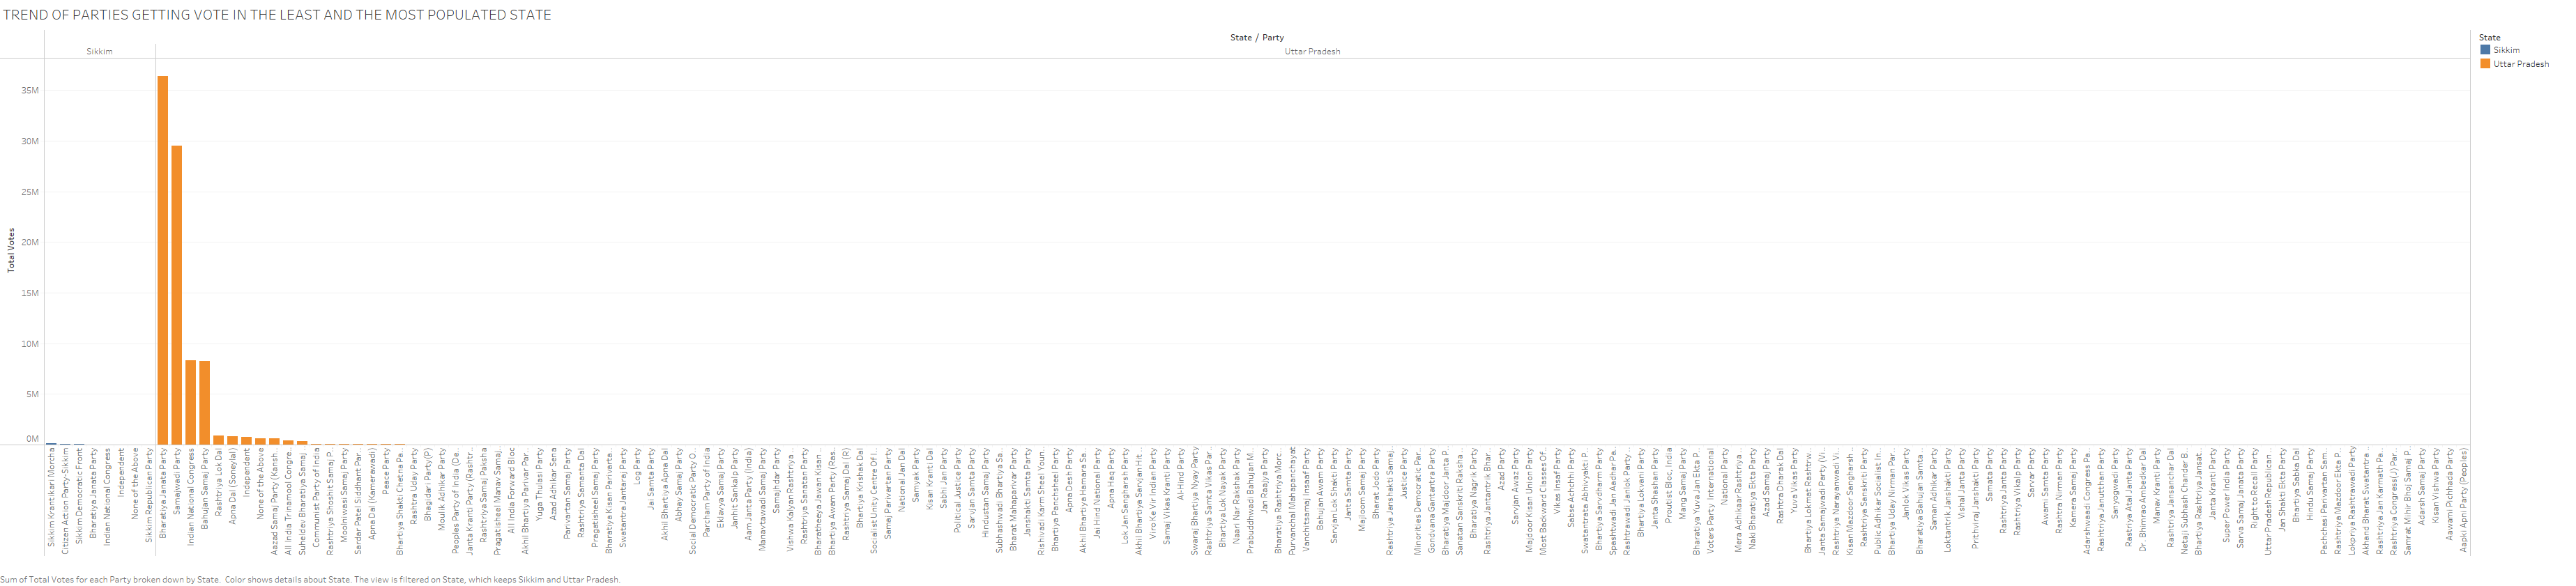 TREND OF PARTIES GETTING VOTE IN THE LEAST AND THE MOST POPULATED STATE
State / Party
Sikkim
Uttar Pradesh
State
Sikkim
Uttar Pradesh
Total Votes
35M
30M
25M
20M
15M
10M
5M
0M
Sikkim Krantikari Morcha
Citizen Action Party-Sikkim
Sikkim Democratic Front
Bharatiya Janata Party
Indian National Congress
Independent
None of the Above
Sikkim Republican Party
Bharatiya Janata Party
Samajwadi Party
Indian National Congress
Bahujan Samaj Party
Rashtriya Lok Dal
Apna Dal (Soneylal)
Independent
None of the Above
Aazad Samaj Party (Kansh..
All India Trinamool Congre..
Suheldev Bharatiya Samaj ..
Communist Party of India
Rashtriya Shoshit Samaj P..
Moolniwasi Samaj Party
Sardar Patel Siddhant Par..
Apna Dal (Kamerawadi)
Peace Party
Bhartiya Shakti Chetna Pa..
Rashtra Uday Party
Bhagidari Party(P)
Moulik Adhikar Party
Peoples Party of India (De..
Janta Kranti Party (Rashtr..
Rashtriya Samaj Paksha
Pragatisheel Manav Samaj..
All India Forward Bloc
Akhil Bhartiya Parivar Par..
Yuga Thulasi Party
Azad Adhikar Sena
Parivartan Samaj Party
Rashtriya Samanta Dal
Pragatisheel Samaj Party
Bharatiya Kisan Parivarta..
Swatantra Jantaraj Party
Log Party
Jai Samta Party
Akhil Bhartiya Apna Dal
Abhay Samaj Party
Social Democratic Party O..
Parcham Party of India
Eklavya Samaj Party
Janhit Sankalp Party
Aam Janta Party (India)
Manavtawadi Samaj Party
Samajhdar Party
Vishwa Kalyan Rashtriya ..
Rashtriya Sanatan Party
Bharatheeya Jawan Kisan ..
Bhartiya Awam Party (Ras..
Rashtriya Samaj Dal (R)
Bhartiya Krishak Dal
Socialist Unity Centre Of I..
Samaj Parivartan Party
National Jan Dal
Samyak Party
Kisan Kranti Dal
Sabhi Jan Party
Political Justice Party
Sarvjan Samta Party
Hindustan Samaj Party
Subhashwadi Bhartiya Sa..
Bharat Mahaparivar Party
Janshakti Samta Party
Rishivadi Karm Sheel Youn..
Bhartiya Panchsheel Party
Apna Desh Party
Akhil Bhartiya Hamara Sa..
Jai Hind National Party
Apna Haq Party
Lok Jan Sangharsh Party
Akhil Bhartiya Sarvjan Hit ..
Viro Ke Vir Indian Party
Samaj Vikas Kranti Party
Al-Hind Party
Swaraj Bhartiya Nyay Party
Rashtriya Samta Vikas Par..
Bhartiya Lok Nayak Party
Naari Nar Rakshak Party
Prabuddhwadi Bahujan M..
Jan Raajya Party
Bharatiya Rashtriya Morc..
Purvanchal Mahapanchayat
Vanchitsamaj Insaaf Party
Bahujan Awam Party
Sarvjan Lok Shakti Party
Janta Samta Party
Majloom Samaj Party
Bharat Jodo Party
Rashtriya Janshakti Samaj..
Justice Party
Minorities Democratic Par..
Gondvana Gantantra Party
Bharatiya Majdoor Janta P..
Sanatan Sanskriti Raksha ..
Bharatiya Nagrik Party
Rashtriya Jantantrik Bhar..
Azad Party
Sarvjan Awaz Party
Majdoor Kisan Union Party
Most Backward Classes Of..
Vikas Insaf Party
Sabse Achchhi Party
Swatantrata Abhivyakti P..
Bhartiya Sarvdharm Party
Spashtwadi Jan Aadhar Pa..
Rashtrawadi Janlok Party ..
Bhartiya Lokvani Party
Janta Shashan Party
Proutist Bloc, India
Mang Samaj Party
Bharatiya Yuva Jan Ekta P..
Voters Party International
National Party
Mera Adhikaar Rashtriya ..
Naki Bharatiya Ekta Party
Azad Samaj Party
Rashtra Dharak Dal
Yuva Vikas Party
Bhartiya Lokmat Rashtrw..
Janta Samajwadi Party (Vi..
Rashtriya Narayanwadi Vi..
Kisan Mazdoor Sangharsh..
Rashtriya Sanskriti Party
Public Adhikar Socialist In..
Bhartiya Uday Nirman Par..
Janlok Vikas Party
Bharatiya Bahujan Samta ..
Saman Adhikar Party
Loktantrik Janshakti Party
Vishal Janta Party
Prithviraj Janshakti Party
Samata Party
Rashtriya Janta Party
Rashtriya Vikalp Party
Sarvar Party
Awami Samta Party
Rashtra Nirman Party
Kamera Samaj Party
Adarshwaadi Congress Pa..
Rashtriya Janutthan Party
Sanyogwadi Party
Rashtriya Atal Janta Party
Dr. Bhimrao Ambedkar Dal
Manav Kranti Party
Rashtriya Jansanchar Dal
Netaji Subhash Chander B..
Bhartiya Rashtriya Jansat..
Janta Kranti Party
Super Power India Party
Sarva Samaj Janata Party
Right to Recall Party
Uttar Pradesh Republican ..
Jan Shakti Ekta Party
Bhartiya Sabka Dal
Hindu Samaj Party
Pachchasi Parivartan Sam..
Rashtriya Mazdoor Ekta P..
Lokpriya Rashtrawadi Party
Akhand Bharat Swatantra..
Rashtriya Jan Karmath Pa..
Rashtriya Congress(J) Party
Samrat Mihir Bhoj Samaj P..
Adarsh Samaj Party
Kisan Vishwa Party
Aawami Pichhada Party
Aapki Apni Party (Peoples)
Sum of Total Votes for each Party broken down by State. Color shows details about State. The view is filtered on State, which keeps Sikkim and Uttar Pradesh.